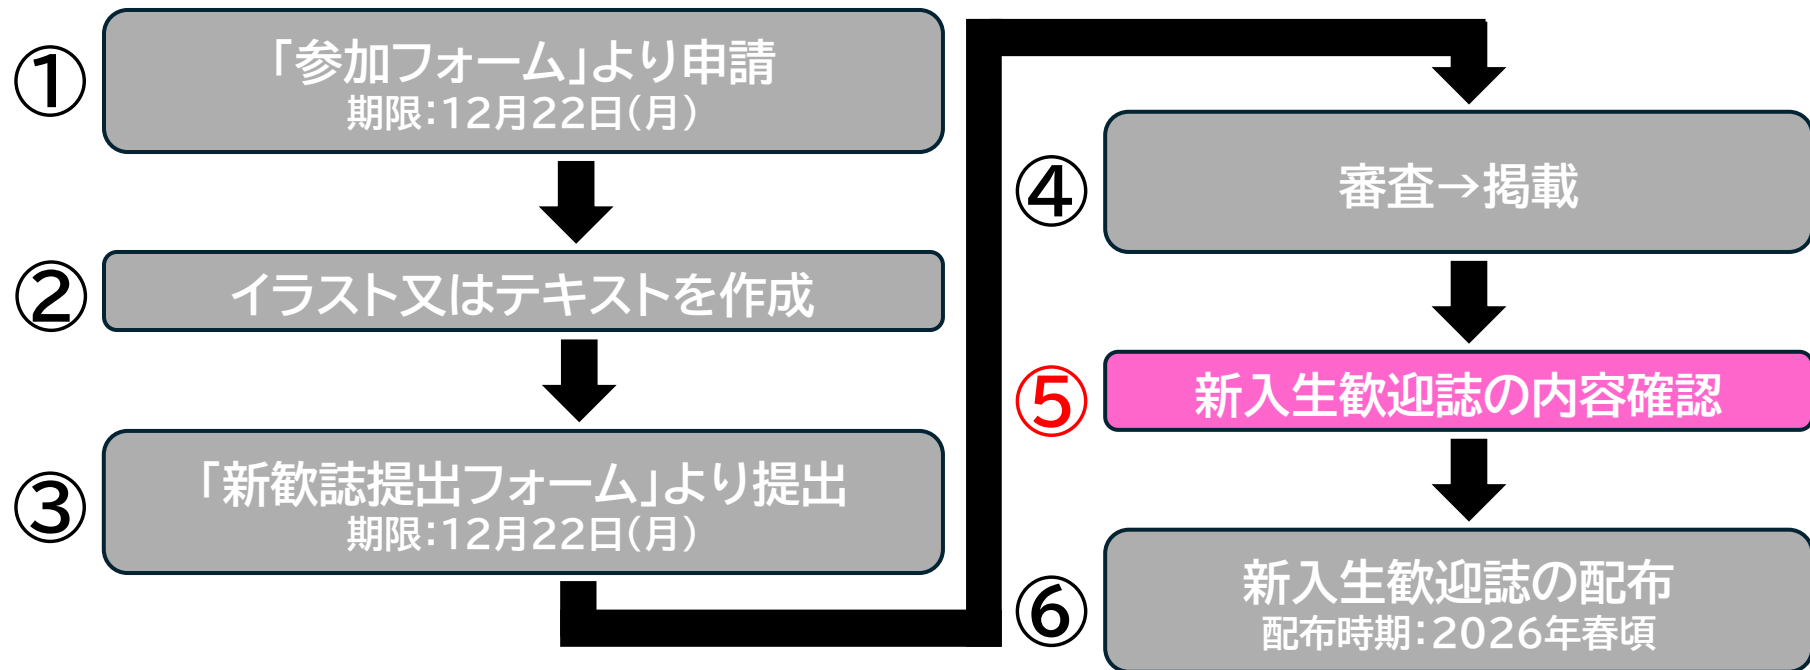 ①
「参加フォーム」より申請
期限：12月22日（月）
②
イラスト又はテキストを作成
③
「新歓誌提出フォーム」より提出
期限：12月22日（月）
④
審査→掲載
⑤
新入生歓迎誌の内容確認
⑥
新入生歓迎誌の配布
配布時期：2026年春頃